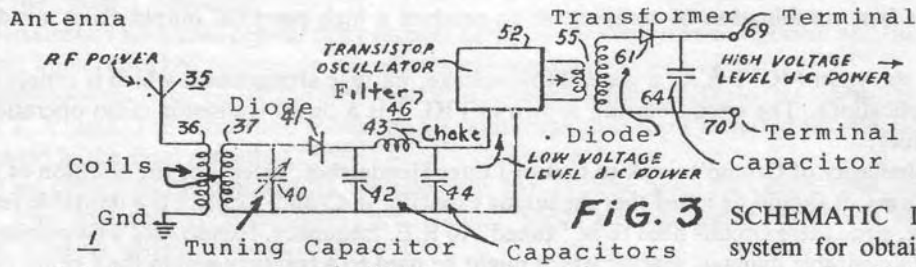 Antenna
RF POWER
35
36 37
Coils
Gnd
1
Diode
41
40
Tuning Capacitor
TRANSISTOR
OSCILLATOR
52
Filter
46
43 Choke
42
44
Capacitors
LOW VOLTAGE
LEVEL d-C POWER
Transformer
55
61
Diode
64
Capacitor
Terminal
69
HIGH VOLTAGE
LEVEL d-C POWER
70
Terminal
FIG. 3
SCHEMATIC
system for obtai